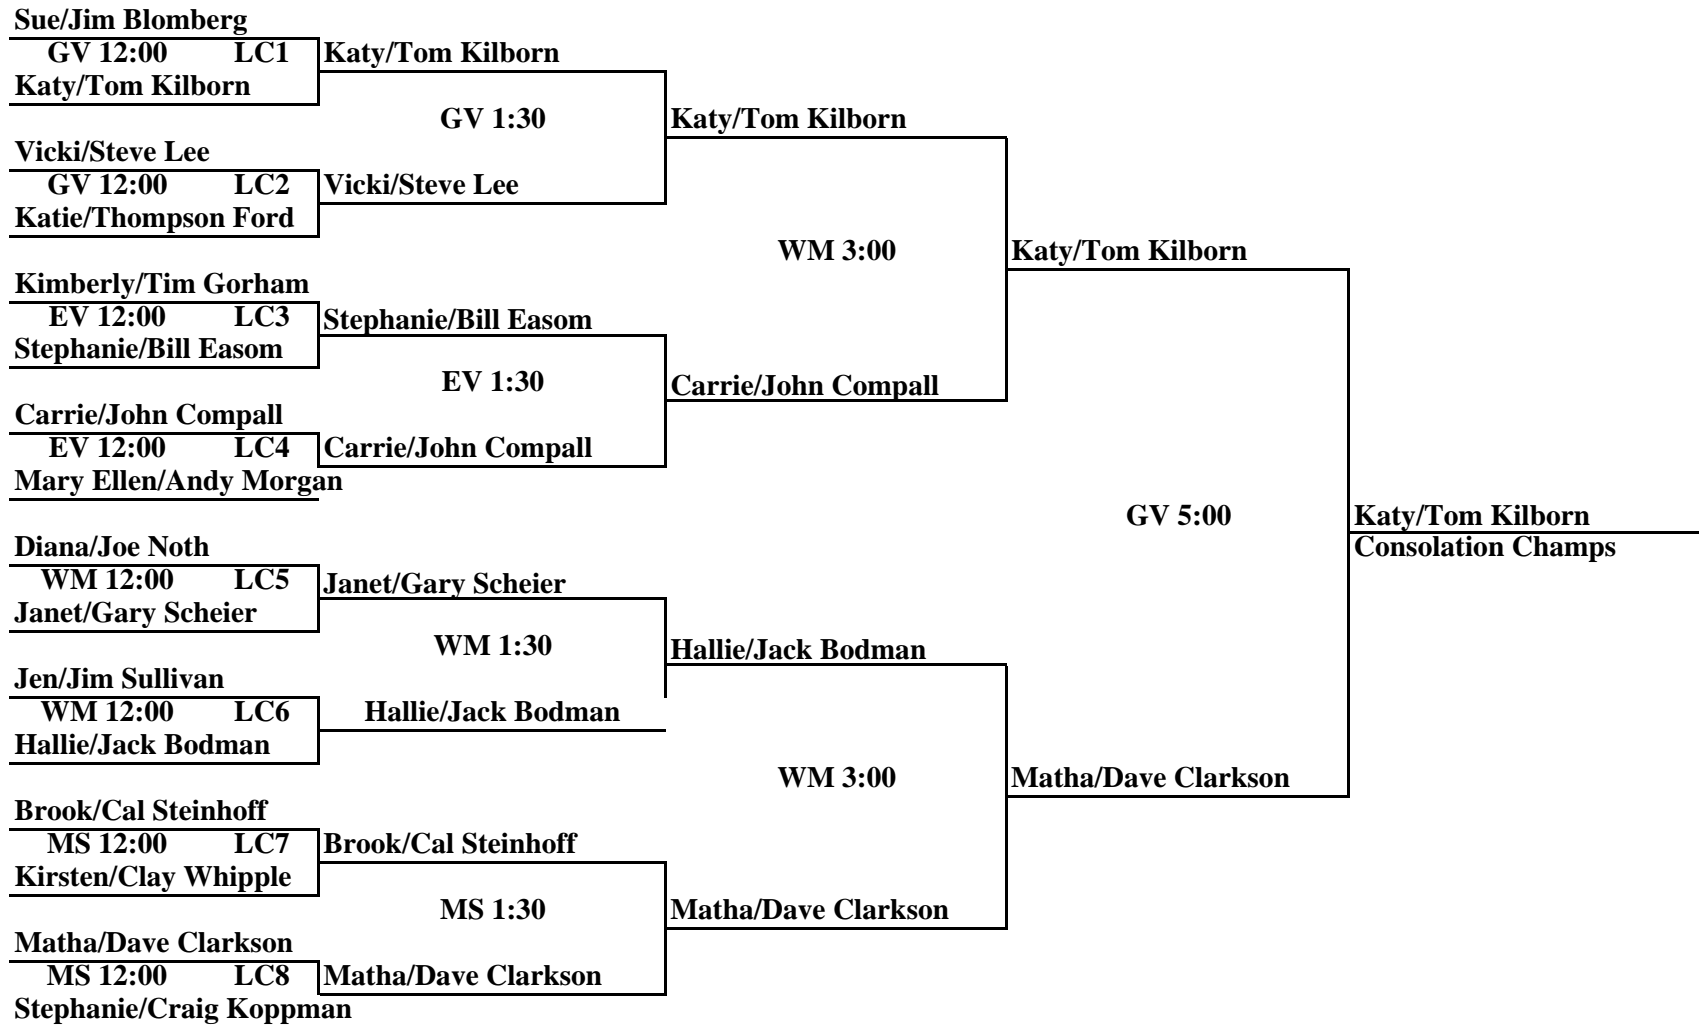 Sue/Jim Blomberg
GV 12:00 LC1 Katy/Tom Kilborn
Katy/Tom Kilborn
GV 1:30 Katy/Tom Kilborn
Vicki/Steve Lee
GV 12:00 LC2 Vicki/Steve Lee
Katie/Thompson Ford
WM 3:00 Katy/Tom Kilborn
Kimberly/Tim Gorham
EV 12:00 LC3 Stephanie/Bill Easom
Stephanie/Bill Easom
EV 1:30 Carrie/John Compall
Carrie/John Compall
EV 12:00 LC4 Carrie/John Compall
Mary Ellen/Andy Morgan
GV 5:00 Katy/Tom Kilborn
Diana/Joe Noth Consolation Champs
WM 12:00 LC5 Janet/Gary Scheier
Janet/Gary Scheier
WM 1:30 Hallie/Jack Bodman
Jen/Jim Sullivan
WM 12:00 LC6 Hallie/Jack Bodman
Hallie/Jack Bodman
WM 3:00 Matha/Dave Clarkson
Brook/Cal Steinhoff
MS 12:00 LC7 Brook/Cal Steinhoff
Kirsten/Clay Whipple
MS 1:30 Matha/Dave Clarkson
Matha/Dave Clarkson
MS 12:00 LC8 Matha/Dave Clarkson
Stephanie/Craig Koppman